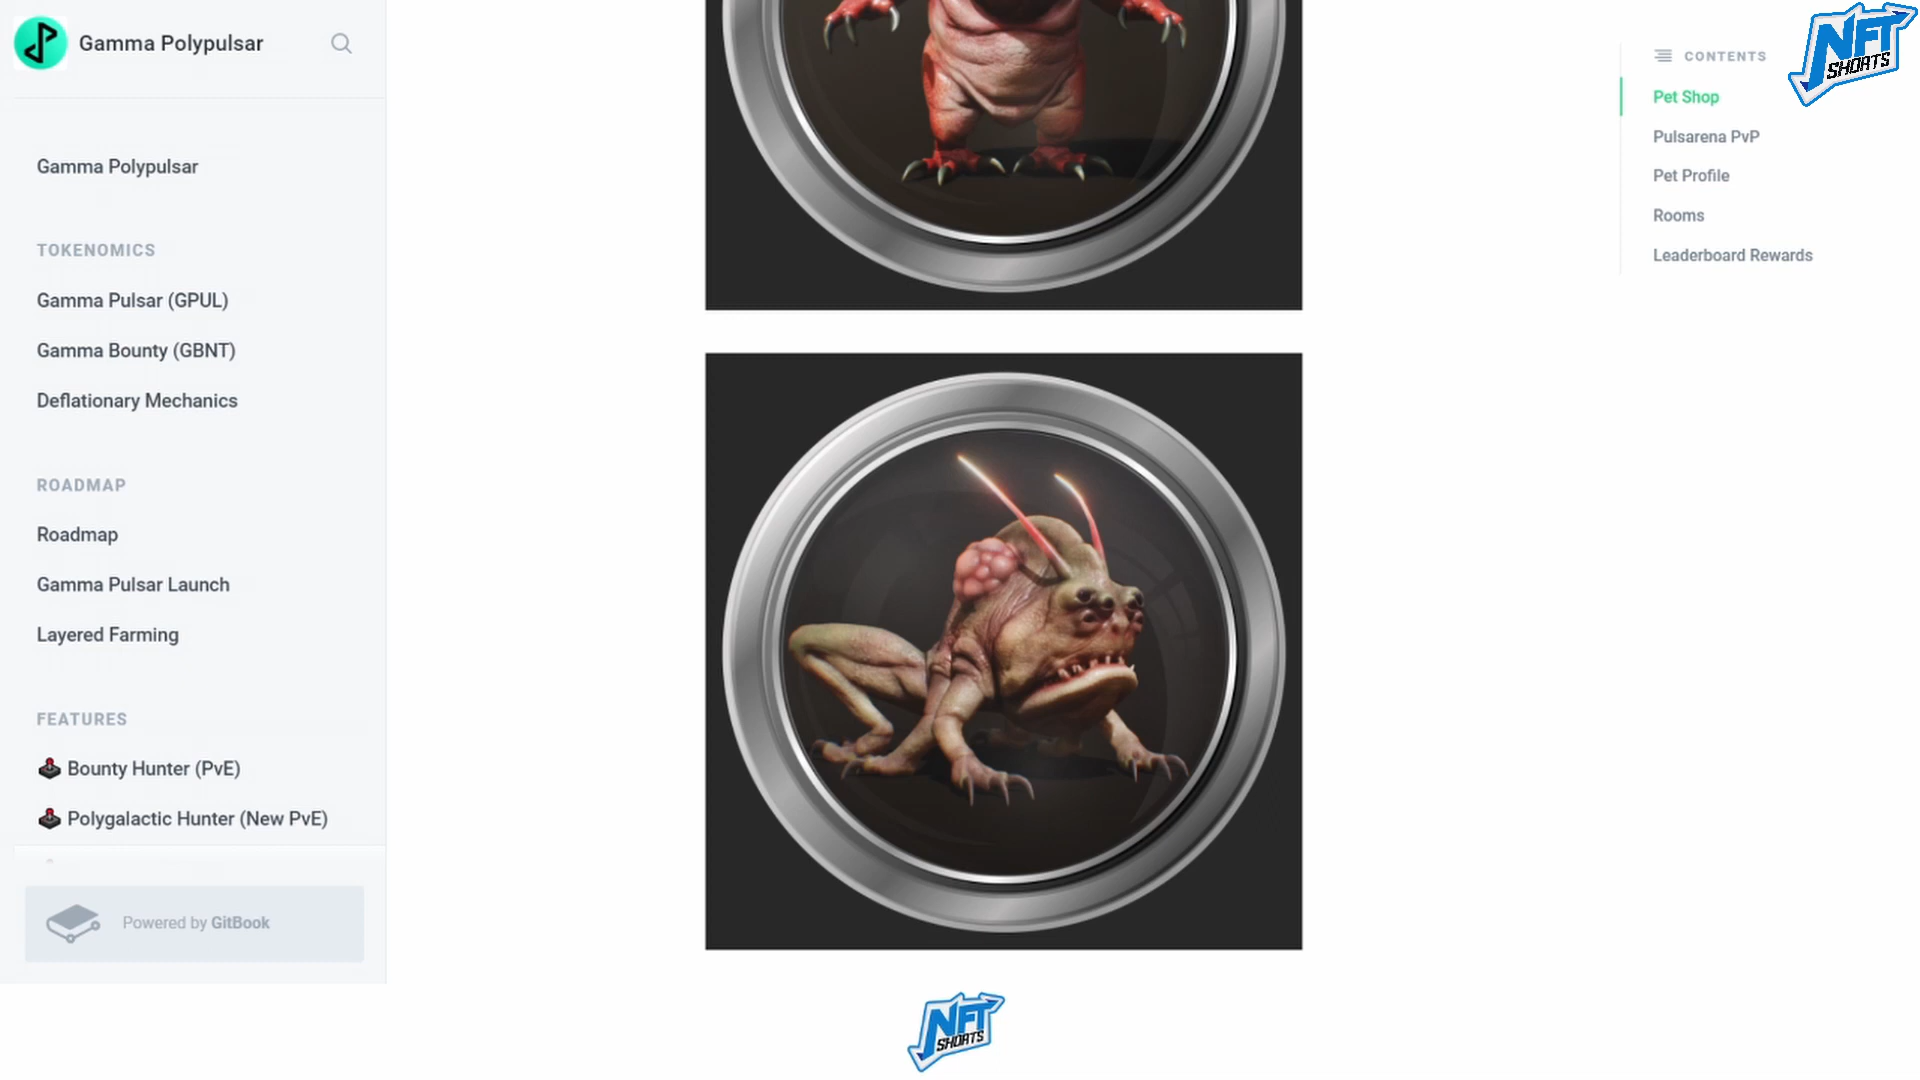 Gamma Polypulsar
Gamma Polypulsar
TOKENOMICS
Gamma Pulsar (GPUL)
Gamma Bounty (GBNT)
Deflationary Mechanics
ROADMAP
Roadmap
Gamma Pulsar Launch
Layered Farming
FEATURES
Bounty Hunter (PvE)
Polygalactic Hunter (New PvE)
Powered by GitBook
CONTENTS
Pet Shop
Pulsarena PvP
Pet Profile
Rooms
Leaderboard Rewards
NFT
SHORTS
NFT
SHORTS